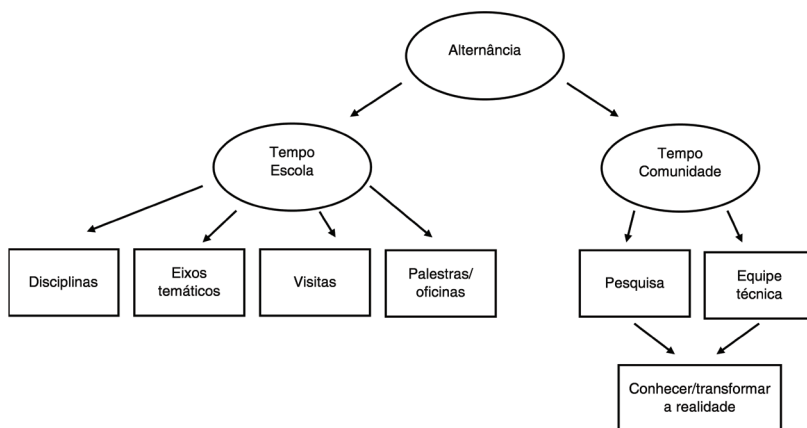 Alternância
Tempo
Escola
Tempo
Comunidade
Disciplinas
Eixos
temáticos
Visitas
Palestras/
oficinas
Pesquisa
Equipe
técnica
Conhecer/transformar
a realidade